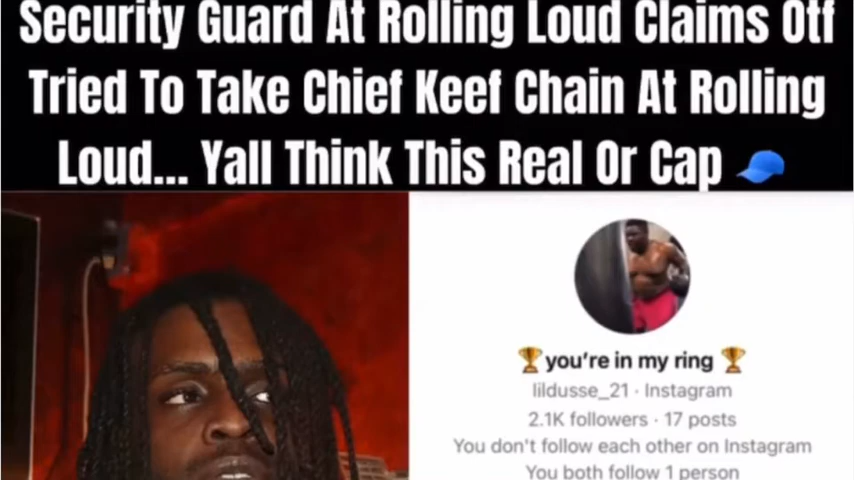 Security Guard At Rolling Loud Claims Otf
Tried To Take Chief Keef Chain At Rolling
Loud... Yall Think This Real Or Cap 🧢
🏆 you're in my ring 🏆
lildusse_21 · Instagram
2.1K followers · 17 posts
You don't follow each other on Instagram
You both follow 1 person